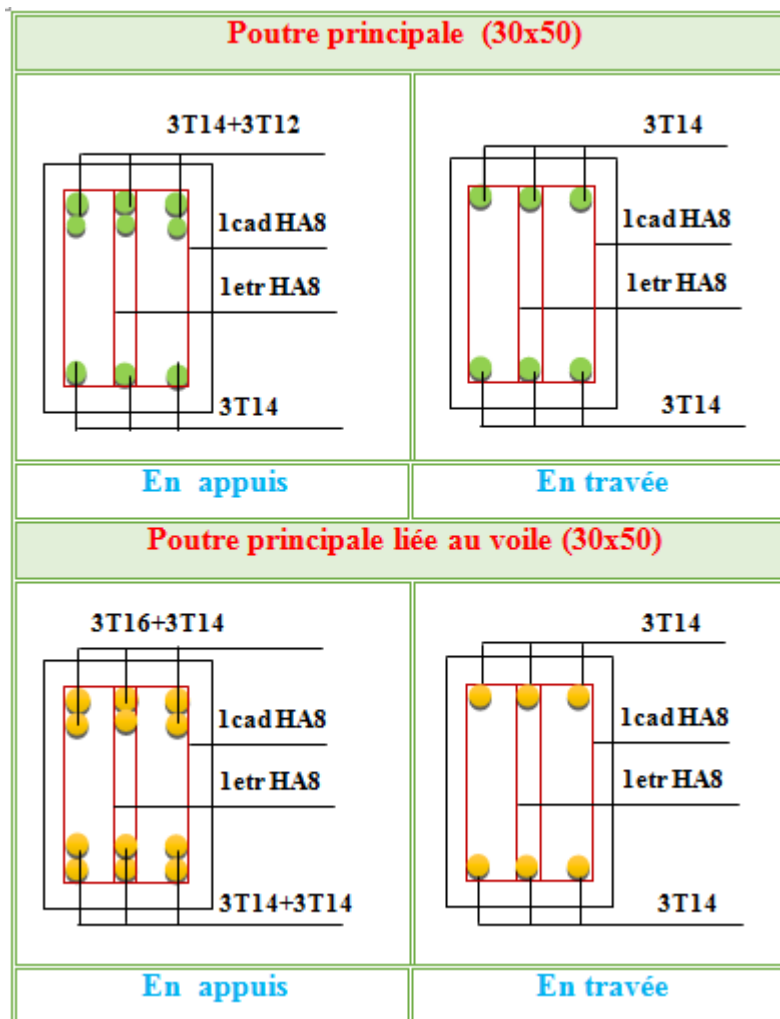 Poutre principale (30x50)
3T14+3T12
1cad HA8
1etr HA8
3T14
3T14
1cad HA8
1etr HA8
3T14
En appuis
En travée
Poutre principale liée au voile (30x50)
3T16+3T14
1cad HA8
1etr HA8
3T14+3T14
3T14
1cad HA8
1etr HA8
3T14
En appuis
En travée